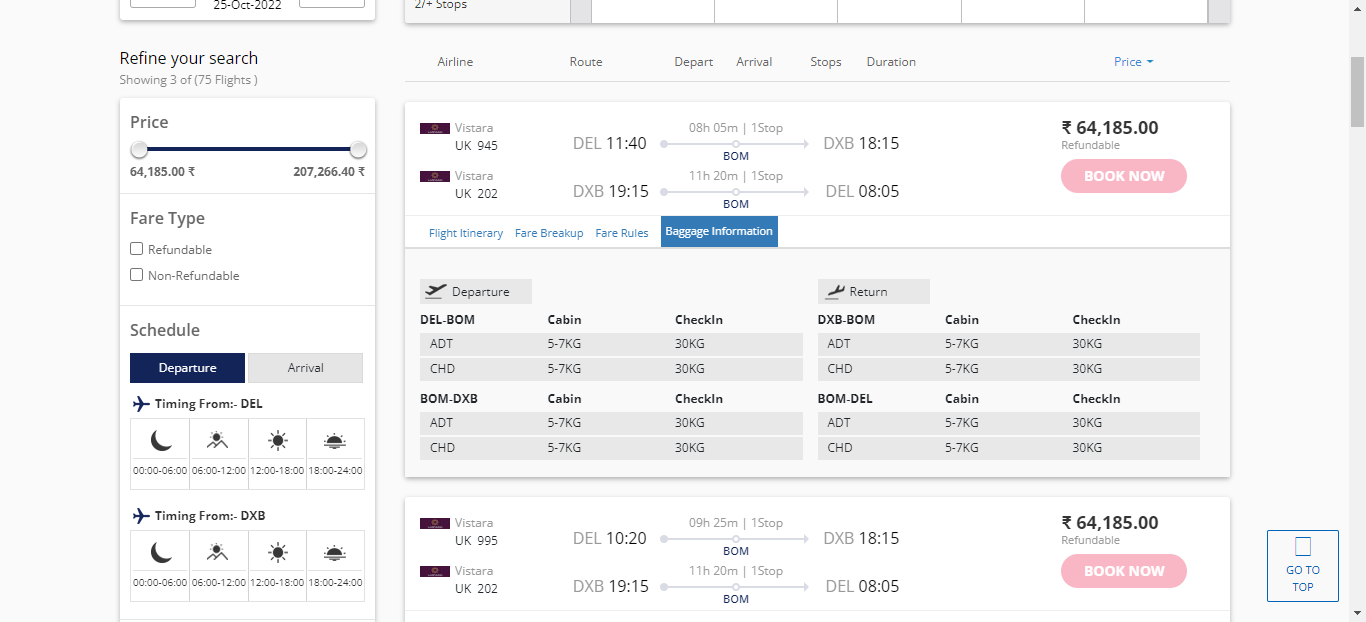 25-Oct-2022
2/+ Stops
Refine your search
Showing 3 of (75 Flights )
Price
64,185.00 ₹ 207,266.40 ₹
Fare Type
Refundable
Non-Refundable
Schedule
Departure Arrival
Timing From:- DEL
00:00-06:00 06:00-12:00 12:00-18:00 18:00-24:00
Timing From:- DXB
00:00-06:00 06:00-12:00 12:00-18:00 18:00-24:00
Airline Route Depart Arrival Stops Duration Price
Vistara
UK 945
DEL 11:40
08h 05m | 1Stop
BOM
DXB 18:15
Vistara
UK 202
DXB 19:15
11h 20m | 1Stop
BOM
DEL 08:05
₹ 64,185.00
Refundable
BOOK NOW
Flight Itinerary Fare Breakup Fare Rules Baggage Information
Departure
DEL-BOM Cabin CheckIn
ADT 5-7KG 30KG
CHD 5-7KG 30KG
BOM-DXB Cabin CheckIn
ADT 5-7KG 30KG
CHD 5-7KG 30KG
Return
DXB-BOM Cabin CheckIn
ADT 5-7KG 30KG
CHD 5-7KG 30KG
BOM-DEL Cabin CheckIn
ADT 5-7KG 30KG
CHD 5-7KG 30KG
Vistara
UK 995
DEL 10:20
09h 25m | 1Stop
BOM
DXB 18:15
Vistara
UK 202
DXB 19:15
11h 20m | 1Stop
BOM
DEL 08:05
₹ 64,185.00
Refundable
BOOK NOW
GO TO
TOP